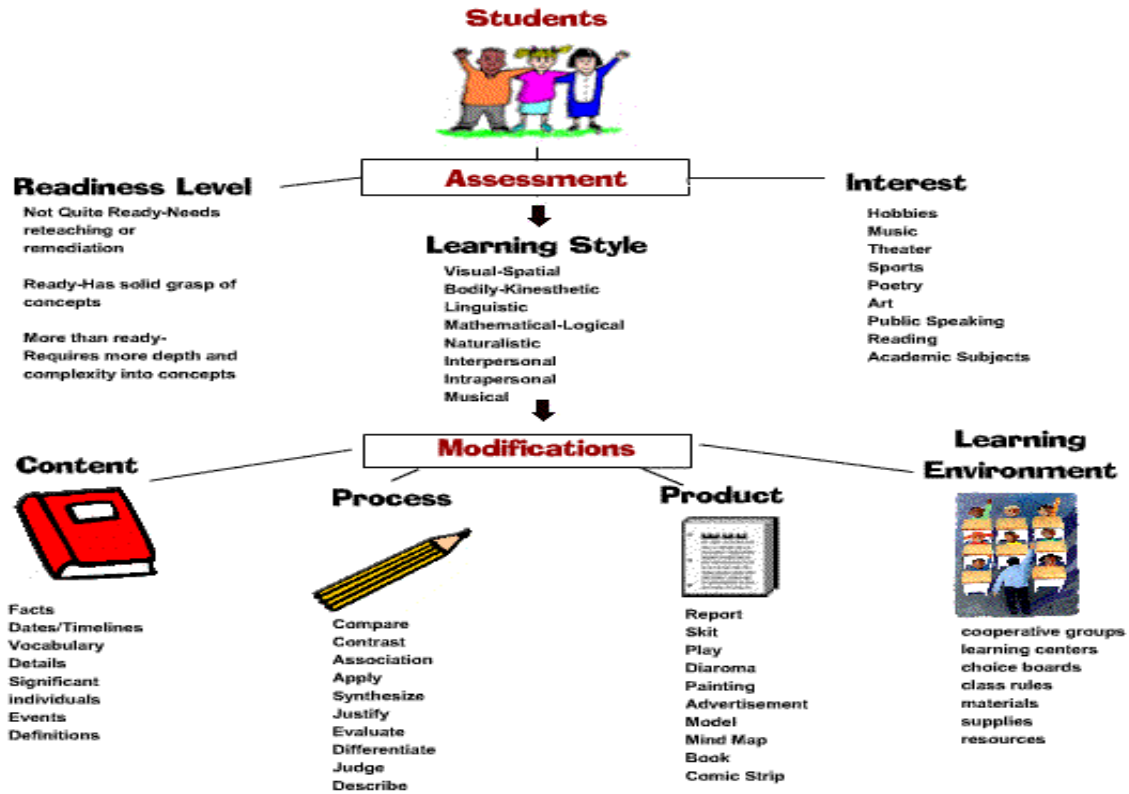 Students
Assessment
Readiness Level
Not Quite Ready-Needs
reteaching or
remediation
Ready-Has solid grasp of
concepts
More than ready-
Requires more depth and
complexity into concepts
Learning Style
Visual-Spatial
Bodily-Kinesthetic
Linguistic
Mathematical-Logical
Naturalistic
Interpersonal
Intrapersonal
Musical
Interest
Hobbies
Music
Theater
Sports
Poetry
Art
Public Speaking
Reading
Academic Subjects
Modifications
Content
Facts
Dates/Timelines
Vocabulary
Details
Significant
individuals
Events
Definitions
Process
Compare
Contrast
Association
Apply
Synthesize
Justify
Evaluate
Differentiate
Judge
Describe
Product
Report
Skit
Play
Diaroma
Painting
Advertisement
Model
Mind Map
Book
Comic Strip
Learning
Environment
cooperative groups
learning centers
choice boards
class rules
materials
supplies
resources